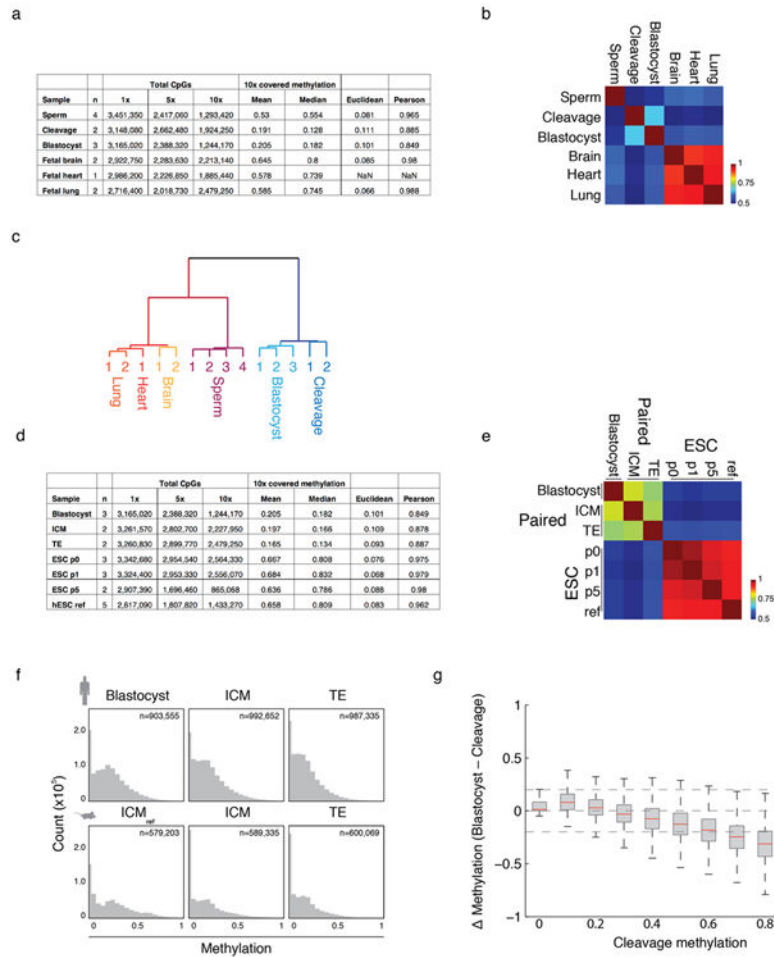 a
Total CpGs 10x covered methylation
Sample n 1x 5x 10x Mean Median Euclidean Pearson
Sperm 4 3,451,350 2,417,060 1,293,420 0.53 0.554 0.081 0.965
Cleavage 2 3,148,080 2,662,480 1,924,250 0.191 0.128 0.111 0.885
Blastocyst 3 3,165,020 2,388,320 1,244,170 0.205 0.182 0.101 0.849
Fetal brain 2 2,922,750 2,283,630 2,213,140 0.645 0.8 0.085 0.98
Fetal heart 1 2,986,200 2,226,850 1,885,440 0.578 0.739 NaN NaN
Fetal lung 2 2,716,400 2,018,730 2,479,250 0.585 0.745 0.066 0.988
b
Sperm Cleavage Blastocyst Brain Heart Lung
Sperm
Cleavage
Blastocyst
Brain
Heart
Lung
1
0.75
0.5
c
1 2 1 1 2 1 2 3 4 1 2 3 1 2
Lung Heart Brain Sperm Blastocyst Cleavage
d
Total CpGs 10x covered methylation
Sample n 1x 5x 10x Mean Median Euclidean Pearson
Blastocyst 3 3,165,020 2,388,320 1,244,170 0.205 0.182 0.101 0.849
ICM 2 3,261,570 2,802,700 2,227,950 0.197 0.166 0.109 0.878
TE 2 3,260,830 2,899,770 2,479,250 0.165 0.134 0.093 0.887
ESC p0 3 3,342,680 2,954,540 2,564,330 0.667 0.808 0.076 0.975
ESC p1 3 3,324,400 2,953,330 2,556,070 0.684 0.832 0.068 0.979
ESC p5 2 2,907,390 1,696,460 865,068 0.636 0.786 0.088 0.98
hESC ref 5 2,617,090 1,807,820 1,433,270 0.658 0.809 0.083 0.962
e
Paired ESC
Blastocyst ICM TE p0 p1 p5 ref
Blastocyst
Paired
ICM
TE
ESC
p0
p1
p5
ref
1
0.75
0.5
f
Blastocyst ICM TE
n=903,555 n=992,652 n=987,335
2.0
1.0
0
ICM ref ICM TE
n=579,203 n=589,335 n=600,069
2.0
1.0
0
0 0.5 1 0 0.5 1 0 0.5 1
Count (x10⁵)
Methylation
g
1
0.5
0
−0.5
−1
0 0.2 0.4 0.6 0.8
Δ Methylation (Blastocyst − Cleavage)
Cleavage methylation